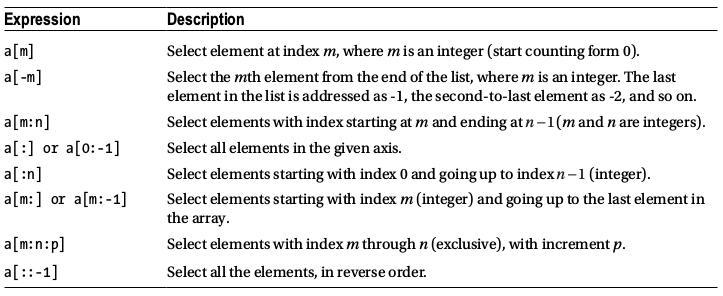 Expression Description
a[m] Select element at index m, where m is an integer (start counting form 0).
a[-m] Select the mth element from the end of the list, where m is an integer. The last
element in the list is addressed as -1, the second-to-last element as -2, and so on.
a[m:n] Select elements with index starting at m and ending at n−1 (m and n are integers).
a[:] or a[0:-1] Select all elements in the given axis.
a[:n] Select elements starting with index 0 and going up to index n−1 (integer).
a[m:] or a[m:-1] Select elements starting with index m (integer) and going up to the last element in
the array.
a[m:n:p] Select elements with index m through n (exclusive), with increment p.
a[::-1] Select all the elements, in reverse order.